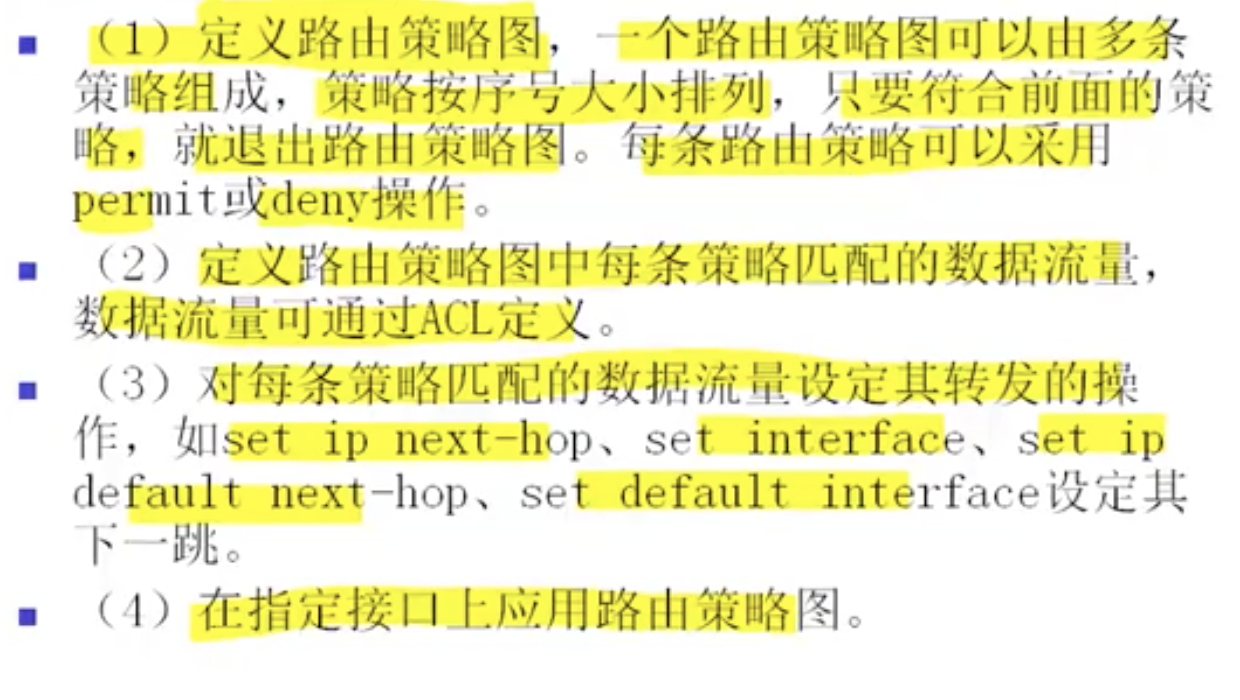 （1）定义路由策略图，一个路由策略图可以由多条
策略组成，策略按序号大小排列，只要符合前面的策
略，就退出路由策略图。每条路由策略可以采用
permit或deny操作。
（2）定义路由策略图中每条策略匹配的数据流量，
数据流量可通过ACL定义。
（3）对每条策略匹配的数据流量设定其转发的操
作，如set ip next-hop、set interface、set ip
default next-hop、set default interface设定其
下一跳。
（4）在指定接口上应用路由策略图。